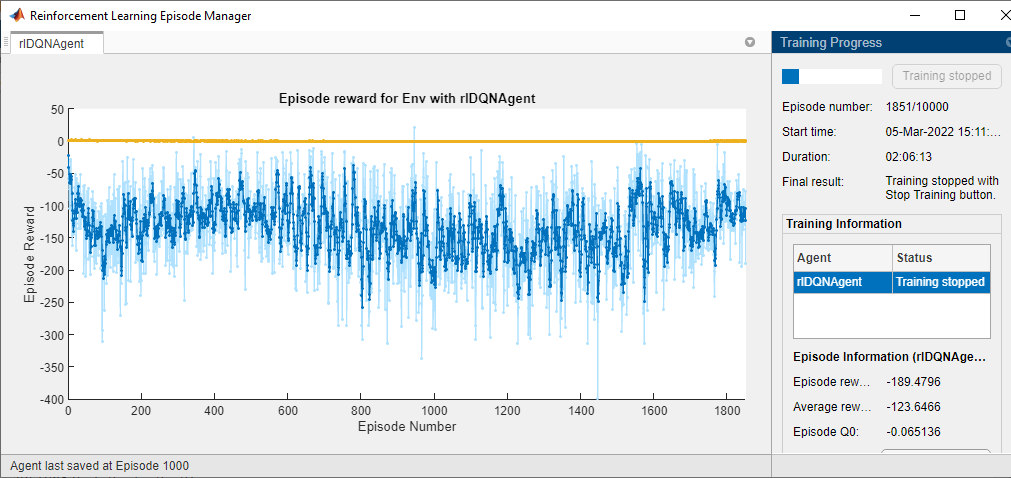 Reinforcement Learning Episode Manager
rlDQNAgent
Training Progress
Episode reward for Env with rlDQNAgent
50
0
-50
-100
-150
-200
-250
-300
-350
-400
Episode Reward
0
200
400
600
800
1000
1200
1400
1600
1800
Episode Number
Training stopped
Episode number: 1851/10000
Start time: 05-Mar-2022 15:11:...
Duration: 02:06:13
Final result: Training stopped with
Stop Training button.
Training Information
Agent Status
rlDQNAgent Training stopped
Episode Information (rlDQNAge...
Episode rew... -189.4796
Average rew... -123.6466
Episode Q0: -0.065136
Agent last saved at Episode 1000